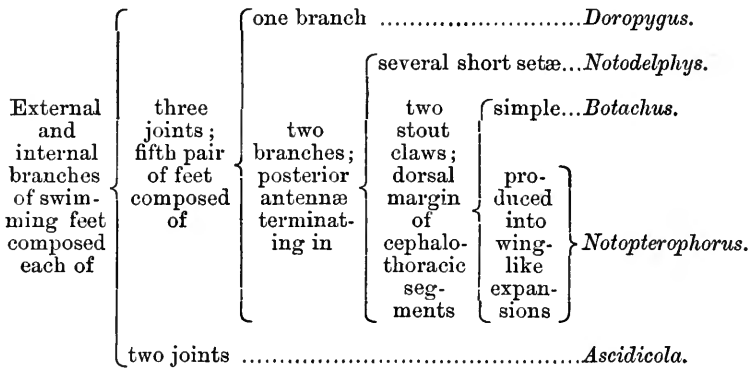 External
and
internal
branches
of swim-
ming feet
composed
each of
three
joints;
fifth pair
of feet
composed
of
one branch ..............................Doropygus.
two
branches;
posterior
antennæ
terminat-
ing in
several short setæ...Notodelphys.
two
stout
claws;
dorsal
margin
of
cephalo-
thoracic
seg-
ments
simple...Botachus.
pro-
duced
into
wing-
like
expan-
sions
Notopterophorus.
two joints .............................................Ascidicola.